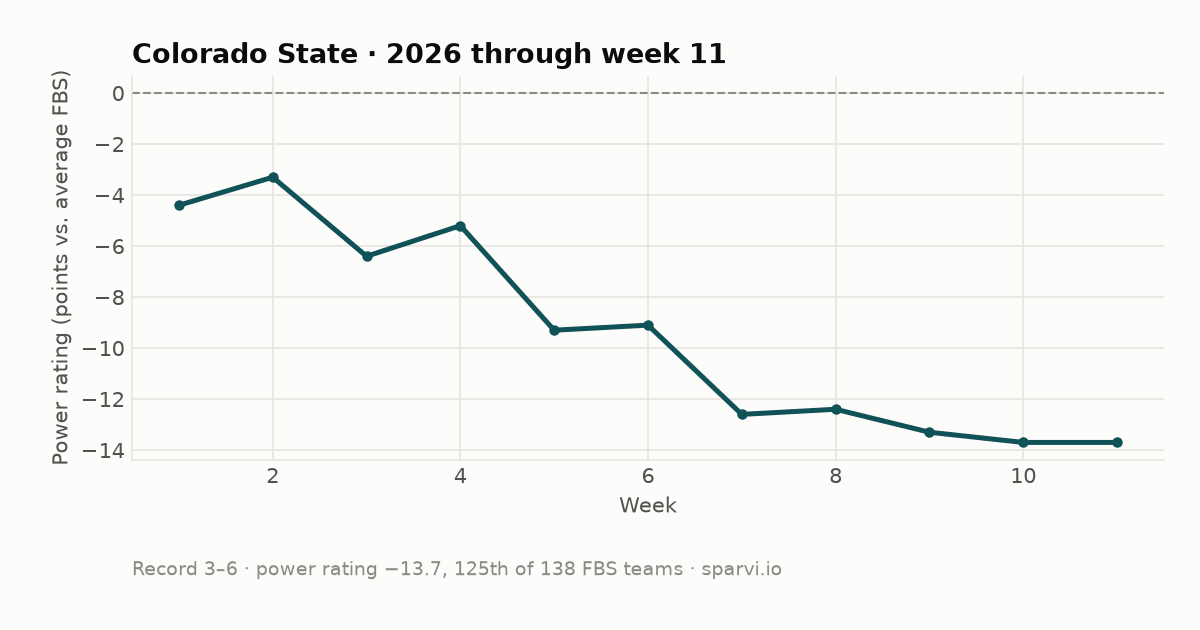 Colorado State · 2026 through week 11
Power rating (points vs. average FBS)
0
−2
−4
−6
−8
−10
−12
−14
2 4 6 8 10
Week
Record 3–6 · power rating −13.7, 125th of 138 FBS teams · sparvi.io